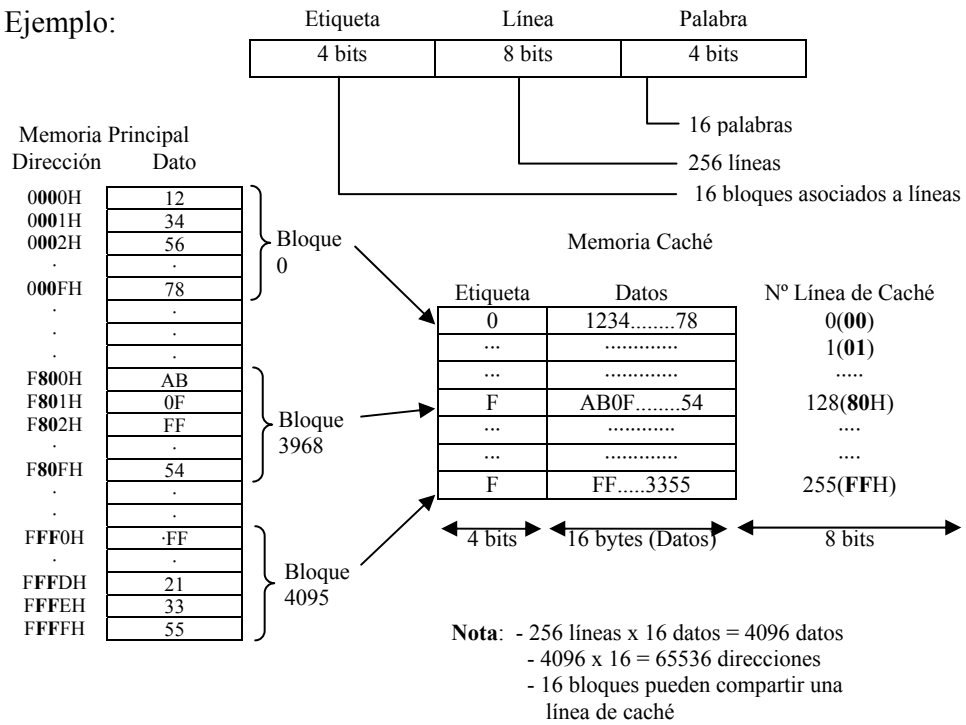 Ejemplo:
Etiqueta Línea Palabra
4 bits 8 bits 4 bits
16 palabras
256 líneas
16 bloques asociados a líneas
Memoria Principal
Dirección Dato
0000H 12
0001H 34
0002H 56
. .
000FH 78
. .
. .
. .
F800H AB
F801H 0F
F802H FF
. .
F80FH 54
. .
. .
FFF0H ·FF
. .
FFFDH 21
FFFEH 33
FFFFH 55
Bloque
0
Bloque
3968
Bloque
4095
Memoria Caché
Etiqueta Datos Nº Línea de Caché
0 1234........78 0(00)
... ............. 1(01)
... ............. .....
F AB0F........54 128(80H)
... ............ ....
... ............. ....
F FF.....3355 255(FFH)
4 bits 16 bytes (Datos) 8 bits
Nota: - 256 líneas x 16 datos = 4096 datos
- 4096 x 16 = 65536 direcciones
- 16 bloques pueden compartir una
línea de caché